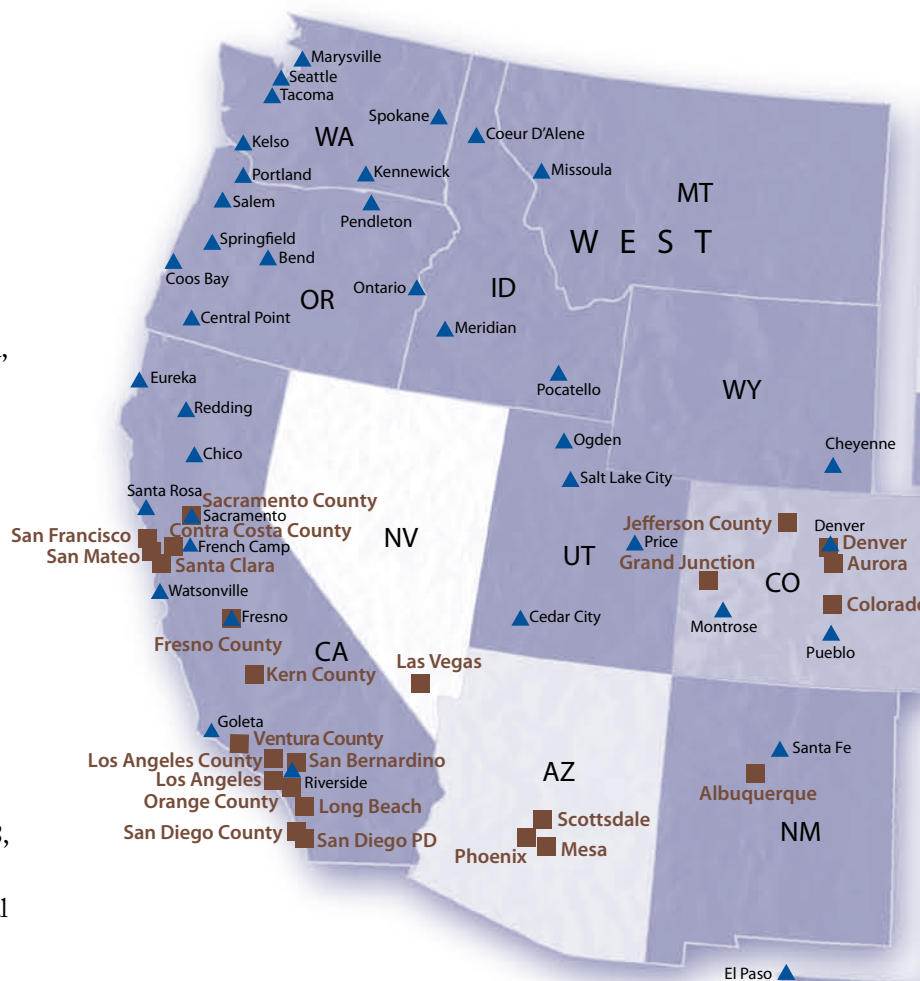 Marysville
Seattle
Tacoma
Spokane
Coeur D'Alene
WA
Kelso
Missoula
Portland
Kennewick
MT
Salem
Pendleton
WEST
Springfield
Bend
Coos Bay
Ontario
ID
OR
Central Point
Meridian
,
Eureka
Pocatello
WY
Redding
Ogden
Cheyenne
Chico
Salt Lake City
Santa Rosa
Sacramento County
Sacramento
Jefferson County
Denver
San Francisco
Contra Costa County
NV
Price
Denver
San Mateo
French Camp
UT
Grand Junction
Aurora
Santa Clara
CO
Watsonville
Colorado
Fresno
Cedar City
Montrose
Fresno County
CA
Pueblo
Kern County
Las Vegas
Goleta
Ventura County
Santa Fe
Los Angeles County
San Bernardino
AZ
Los Angeles
Riverside
Albuquerque
Orange County
Long Beach
Scottsdale
San Diego County
San Diego PD
NM
,
Phoenix
Mesa
El Paso